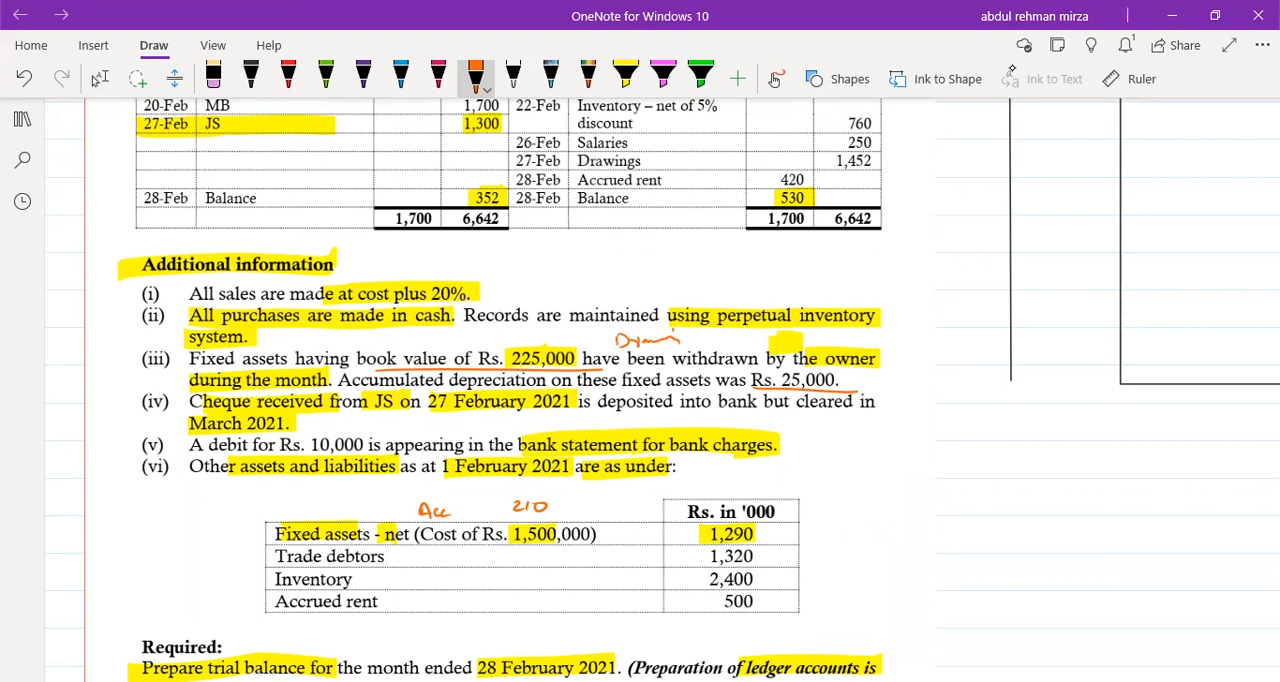 OneNote for Windows 10
abdul rehman mirza
Home Insert Draw View Help
Share
Shapes Ink to Shape Ink to Text Ruler
20-Feb MB 1,700 22-Feb Inventory – net of 5%
27-Feb JS 1,300 discount 760
26-Feb Salaries 250
27-Feb Drawings 1,452
28-Feb Accrued rent 420
28-Feb Balance 352 28-Feb Balance 530
1,700 6,642 1,700 6,642
Additional information
(i) All sales are made at cost plus 20%.
(ii) All purchases are made in cash. Records are maintained using perpetual inventory
system.
(iii) Fixed assets having book value of Rs. 225,000 have been withdrawn by the owner
during the month. Accumulated depreciation on these fixed assets was Rs. 25,000.
(iv) Cheque received from JS on 27 February 2021 is deposited into bank but cleared in
March 2021.
(v) A debit for Rs. 10,000 is appearing in the bank statement for bank charges.
(vi) Other assets and liabilities as at 1 February 2021 are as under:
Acc 210
Rs. in '000
Fixed assets - net (Cost of Rs. 1,500,000) 1,290
Trade debtors 1,320
Inventory 2,400
Accrued rent 500
Required:
Prepare trial balance for the month ended 28 February 2021. (Preparation of ledger accounts is